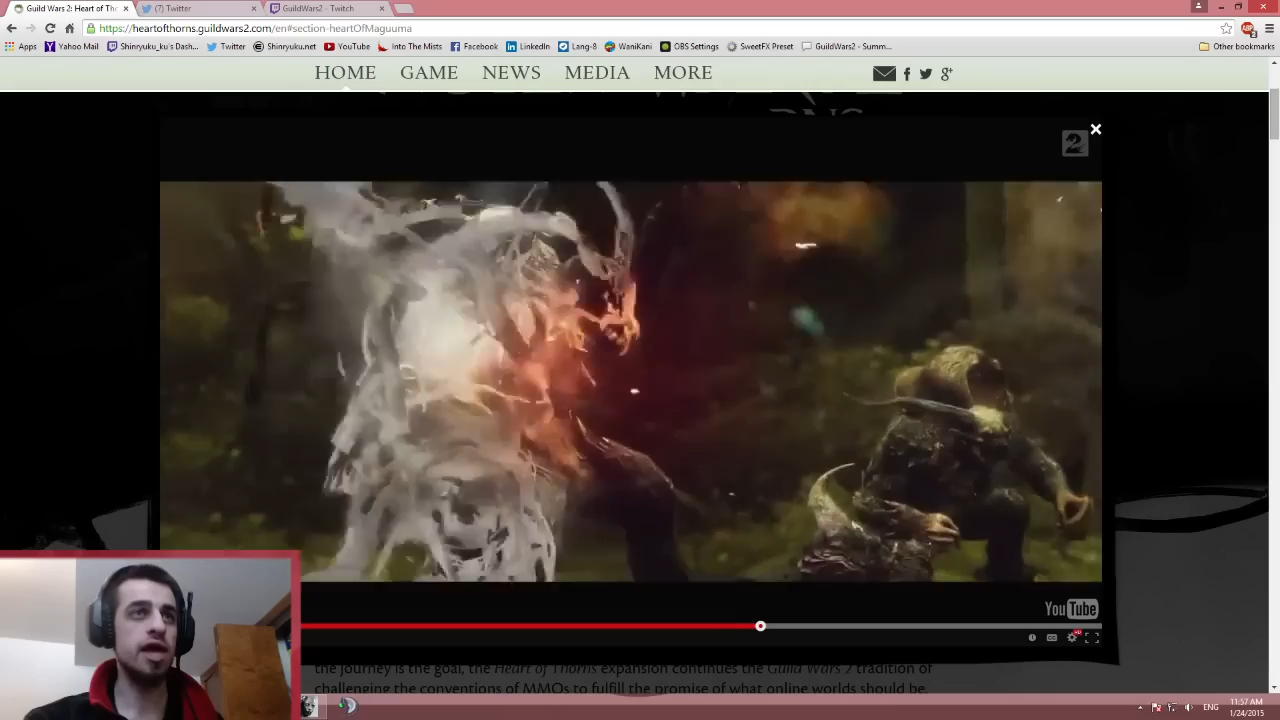 Guild Wars 2: Heart of Th
(7) Twitter
GuildWars2 - Twitch
https://heartofthorns.guildwars2.com/en#section-heartOfMaguuma
Apps
Yahoo Mail
Shinryuku_ku's Dash...
Twitter
Shinryuku.net
YouTube
Into The Mists
Facebook
LinkedIn
Lang-8
WaniKani
OBS Settings
SweetFX Preset
GuildWars2 - Summ...
Other bookmarks
HOME
GAME
NEWS
MEDIA
MORE
2
YouTube
the journey is the goal, the Heart of Thorns expansion continues the Guild Wars 2 tradition of
challenging the conventions of MMOs to fulfill the promise of what online worlds should be.
ENG
11:57 AM
1/24/2015